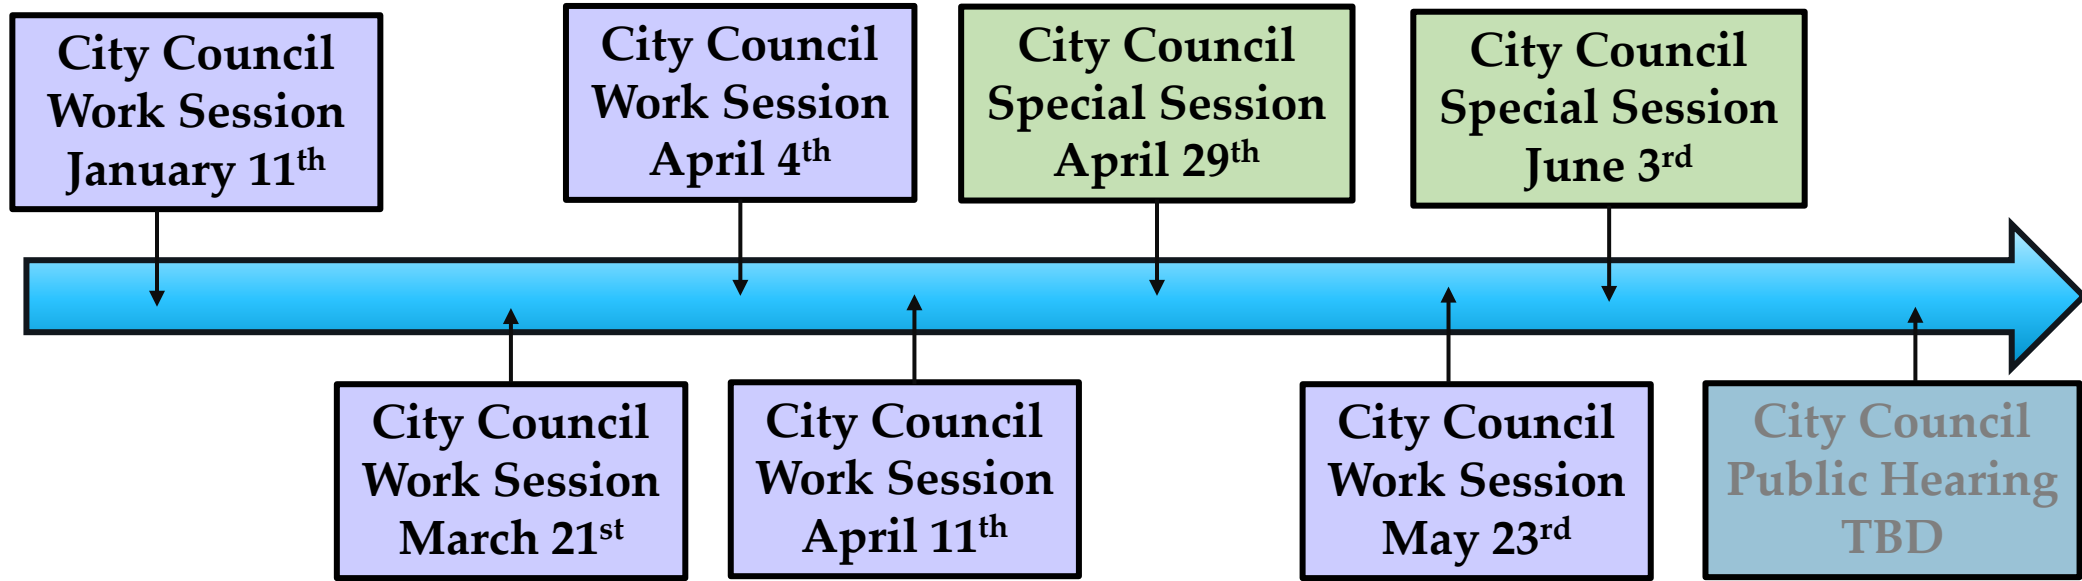 City Council
Work Session
January 11th
City Council
Work Session
April 4th
City Council
Special Session
April 29th
City Council
Special Session
June 3rd
City Council
Work Session
March 21st
City Council
Work Session
April 11th
City Council
Work Session
May 23rd
City Council
Public Hearing
TBD